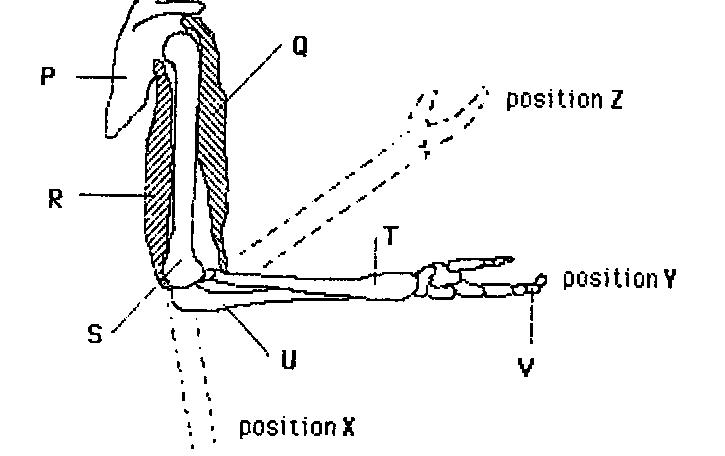 Q
P
position Z
R
T
position Y
S
U
V
position X